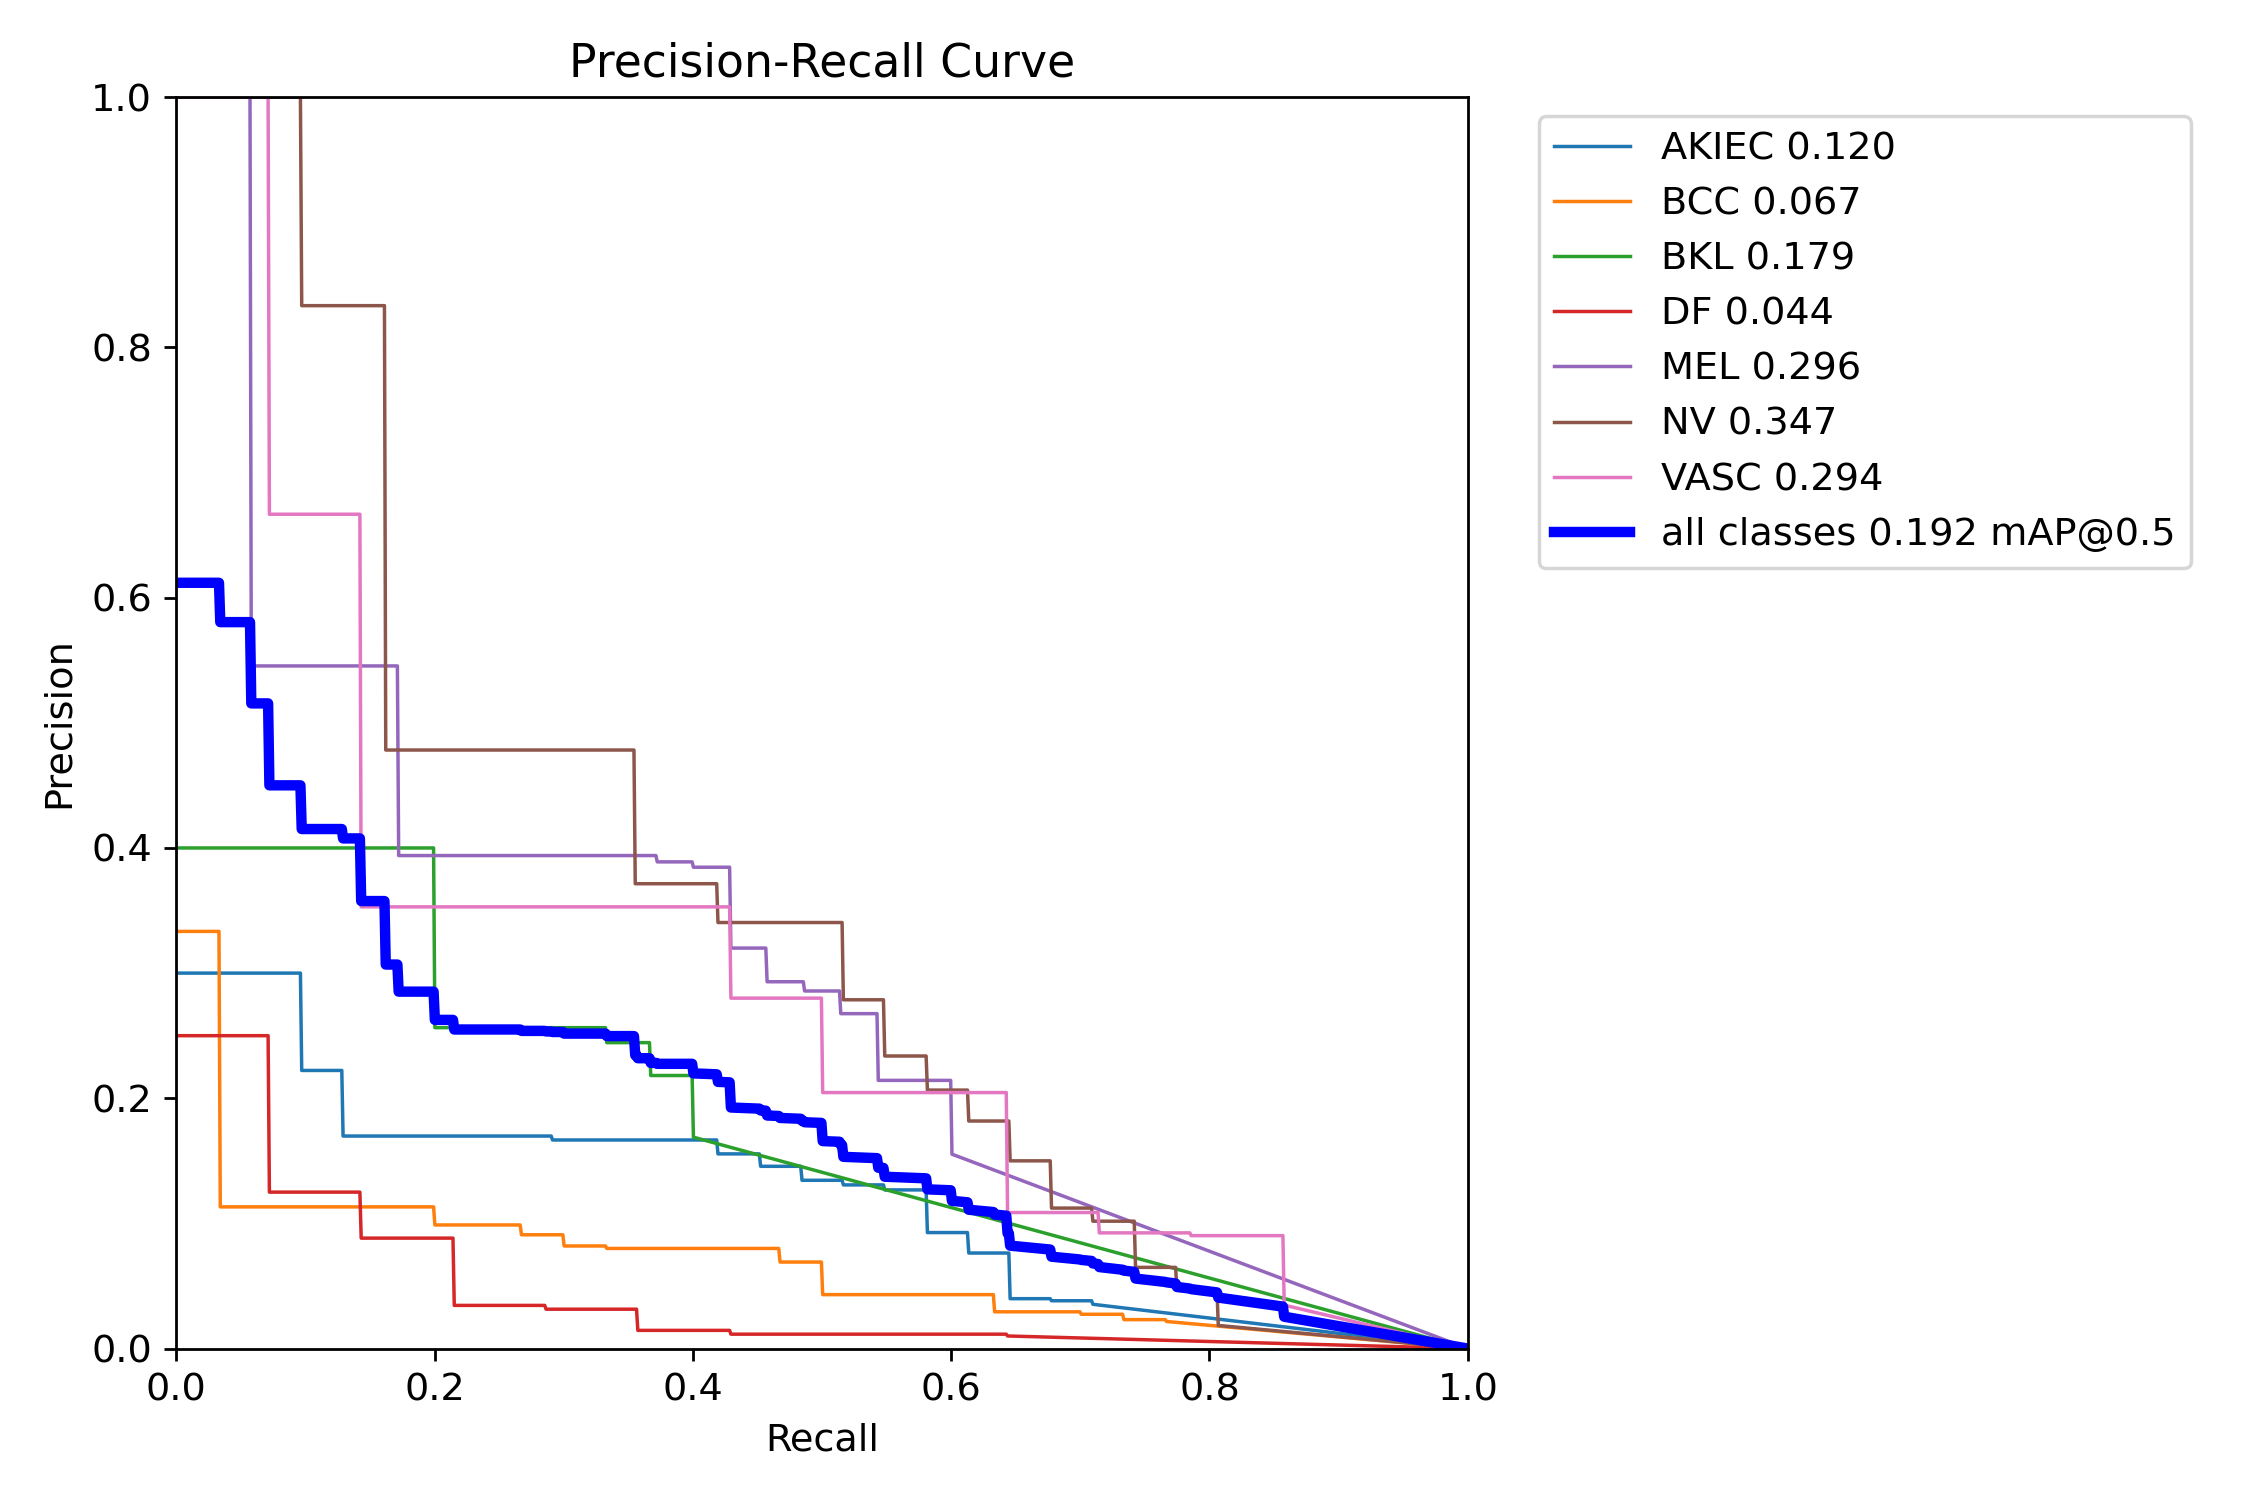 Precision-Recall Curve
1.0
0.8
0.6
0.4
0.2
0.0
Precision
0.0 0.2 0.4 0.6 0.8 1.0
Recall
AKIEC 0.120
BCC 0.067
BKL 0.179
DF 0.044
MEL 0.296
NV 0.347
VASC 0.294
all classes 0.192 mAP@0.5